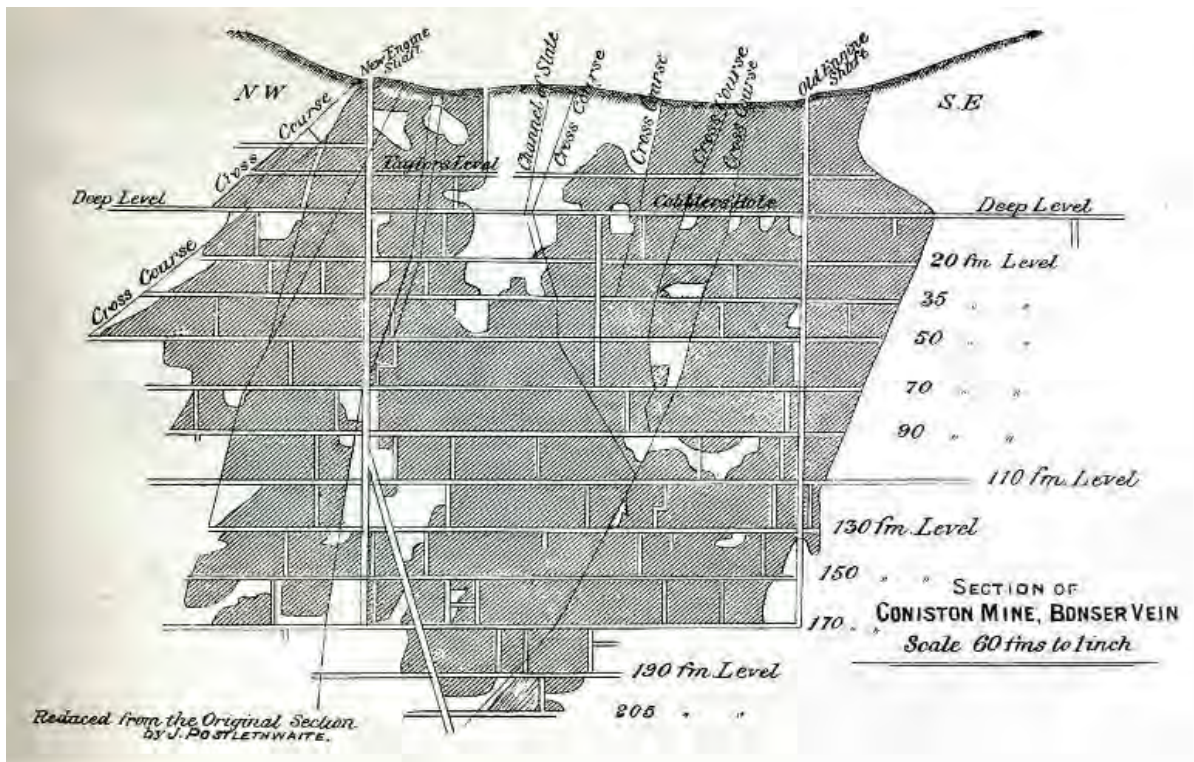 New Engine
Shaft.
Channel of Slate
Cross Course
Cross Course
Cross Course
Cross Course
Old Engine
Shaft
N W
S.E
Cross Course
Taylors Level
Deep Level
Cobblers Hole
Deep Level
Cross Course
20 fm Level
35 " "
50 " "
70 " "
90 " "
110 fm. Level
130 fm. Level
150 " "
170 " "
190 fm. Level
205 " "
SECTION OF
CONISTON MINE, BONSER VEIN
Scale 60 fms to 1 inch
Reduced from the Original Section
by J. POSTLETHWAITE.